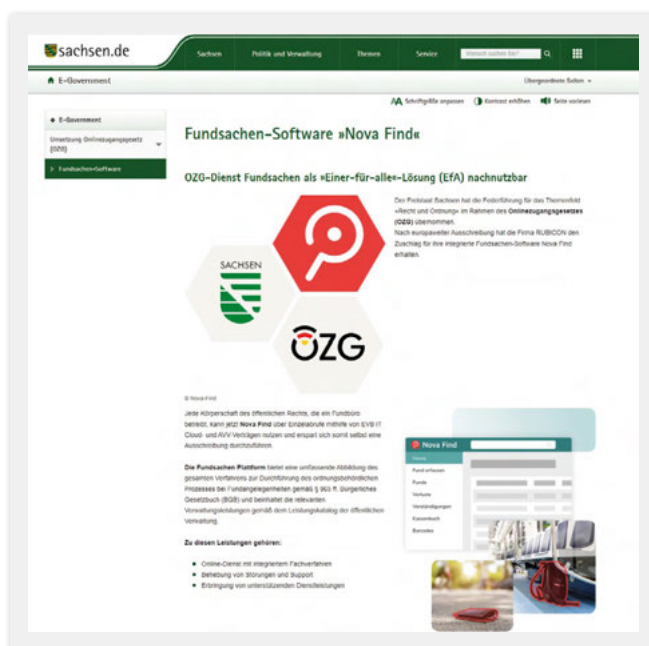 sachsen.de
Sachsen
Politik und Verwaltung
Themen
Service
Wonach suchen Sie?
E-Government
Übergeordnete Seiten
AA Schriftgröße anpassen
Kontrast erhöhen
Seite vorlesen
E-Government
Umsetzung Onlinezugangsgesetz
(OZG)
Fundsachen-Software
Fundsachen-Software »Nova Find«
OZG-Dienst Fundsachen als »Einer-für-alle«-Lösung (EfA) nachnutzbar
Der Freistaat Sachsen hat die Federführung für das Themenfeld
»Recht und Ordnung« im Rahmen des Onlinezugangsgesetzes
(OZG) übernommen.
Nach europaweiter Ausschreibung hat die Firma RUBICON den
Zuschlag für ihre integrierte Fundsachen-Software Nova Find
erhalten.
SACHSEN
OZG
© Nova-Find
Jede Körperschaft des öffentlichen Rechts, die ein Fundbüro
betreibt, kann jetzt Nova Find über Einzelabrufe mithilfe von EVB IT
Cloud- und AVV-Verträgen nutzen und erspart sich somit selbst eine
Ausschreibung durchzuführen.
Die Fundsachen Plattform bietet eine umfassende Abbildung des
gesamten Verfahrens zur Durchführung des ordnungsbehördlichen
Prozesses bei Fundangelegenheiten gemäß § 965 ff. Bürgerliches
Gesetzbuch (BGB) und beinhaltet die relevanten
Verwaltungsleistungen gemäß dem Leistungskatalog der öffentlichen
Verwaltung.
Zu diesen Leistungen gehören:
Online-Dienst mit integriertem Fachverfahren
Behebung von Störungen und Support
Erbringung von unterstützenden Dienstleistungen
Nova Find
Home
Fund erfassen
Funde
Verluste
Verständigungen
Kassenbuch
Barcodes